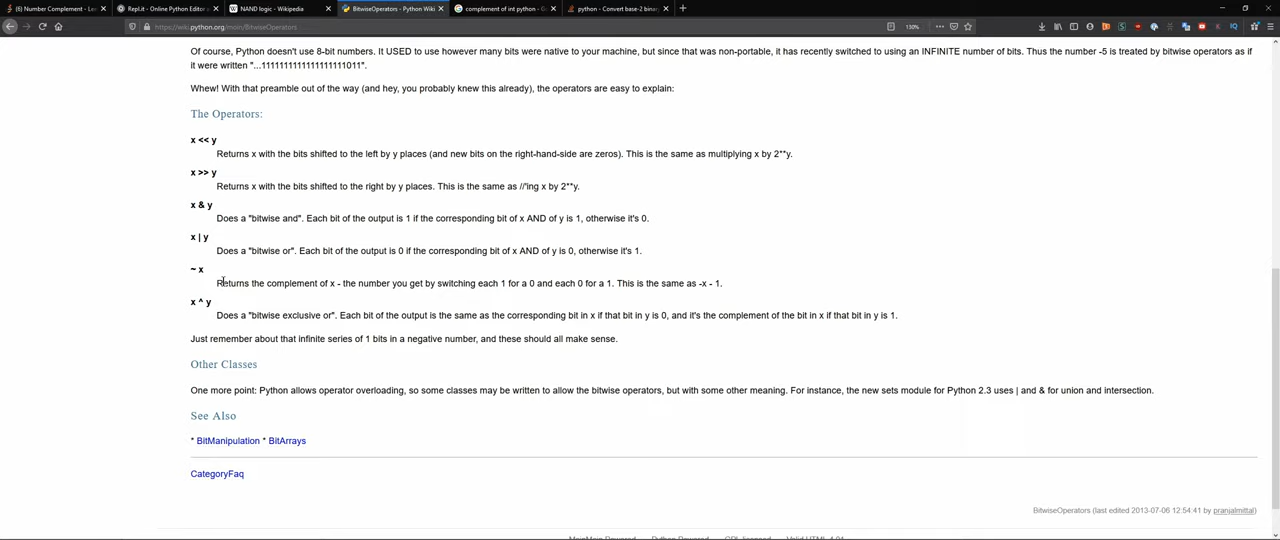 (6) Number Complement - Lee
Repl.it - Online Python Editor a
NAND logic - Wikipedia
BitwiseOperators - Python Wiki
complement of int python - G
python - Convert base-2 binar
https://wiki.python.org/moin/BitwiseOperators
130%
Of course, Python doesn't use 8-bit numbers. It USED to use however many bits were native to your machine, but since that was non-portable, it has recently switched to using an INFINITE number of bits. Thus the number -5 is treated by bitwise operators as if
it were written "...1111111111111111111011".
Whew! With that preamble out of the way (and hey, you probably knew this already), the operators are easy to explain:
The Operators:
x << y
Returns x with the bits shifted to the left by y places (and new bits on the right-hand-side are zeros). This is the same as multiplying x by 2**y.
x >> y
Returns x with the bits shifted to the right by y places. This is the same as //'ing x by 2**y.
x & y
Does a "bitwise and". Each bit of the output is 1 if the corresponding bit of x AND of y is 1, otherwise it's 0.
x | y
Does a "bitwise or". Each bit of the output is 0 if the corresponding bit of x AND of y is 0, otherwise it's 1.
~ x
Returns the complement of x - the number you get by switching each 1 for a 0 and each 0 for a 1. This is the same as -x - 1.
x ^ y
Does a "bitwise exclusive or". Each bit of the output is the same as the corresponding bit in x if that bit in y is 0, and it's the complement of the bit in x if that bit in y is 1.
Just remember about that infinite series of 1 bits in a negative number, and these should all make sense.
Other Classes
One more point: Python allows operator overloading, so some classes may be written to allow the bitwise operators, but with some other meaning. For instance, the new sets module for Python 2.3 uses | and & for union and intersection.
See Also
* BitManipulation * BitArrays
CategoryFaq
BitwiseOperators (last edited 2013-07-06 12:54:41 by pranjalmittal)
MoinMoin Powered Python Powered GPL licensed Valid HTML 4.01